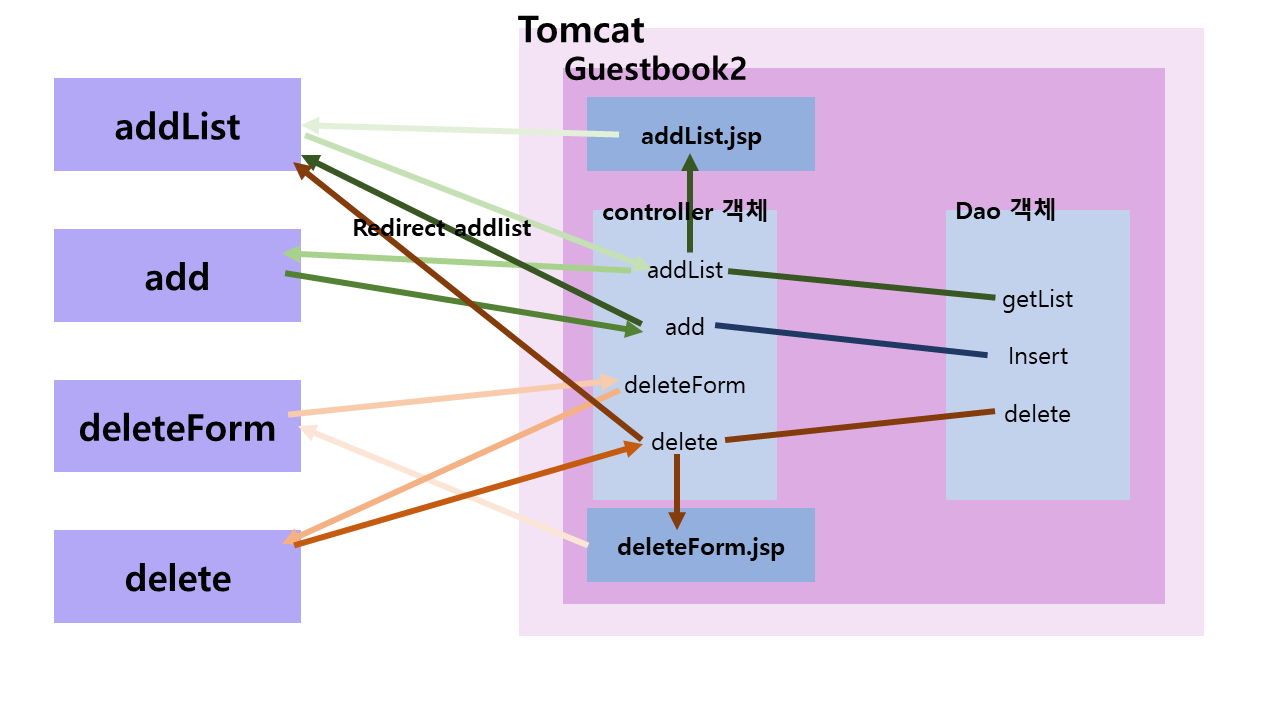 Tomcat
Guestbook2
addList
add
deleteForm
delete
Redirect addlist
addList.jsp
controller 객체
addList
add
deleteForm
delete
deleteForm.jsp
Dao 객체
getList
Insert
delete